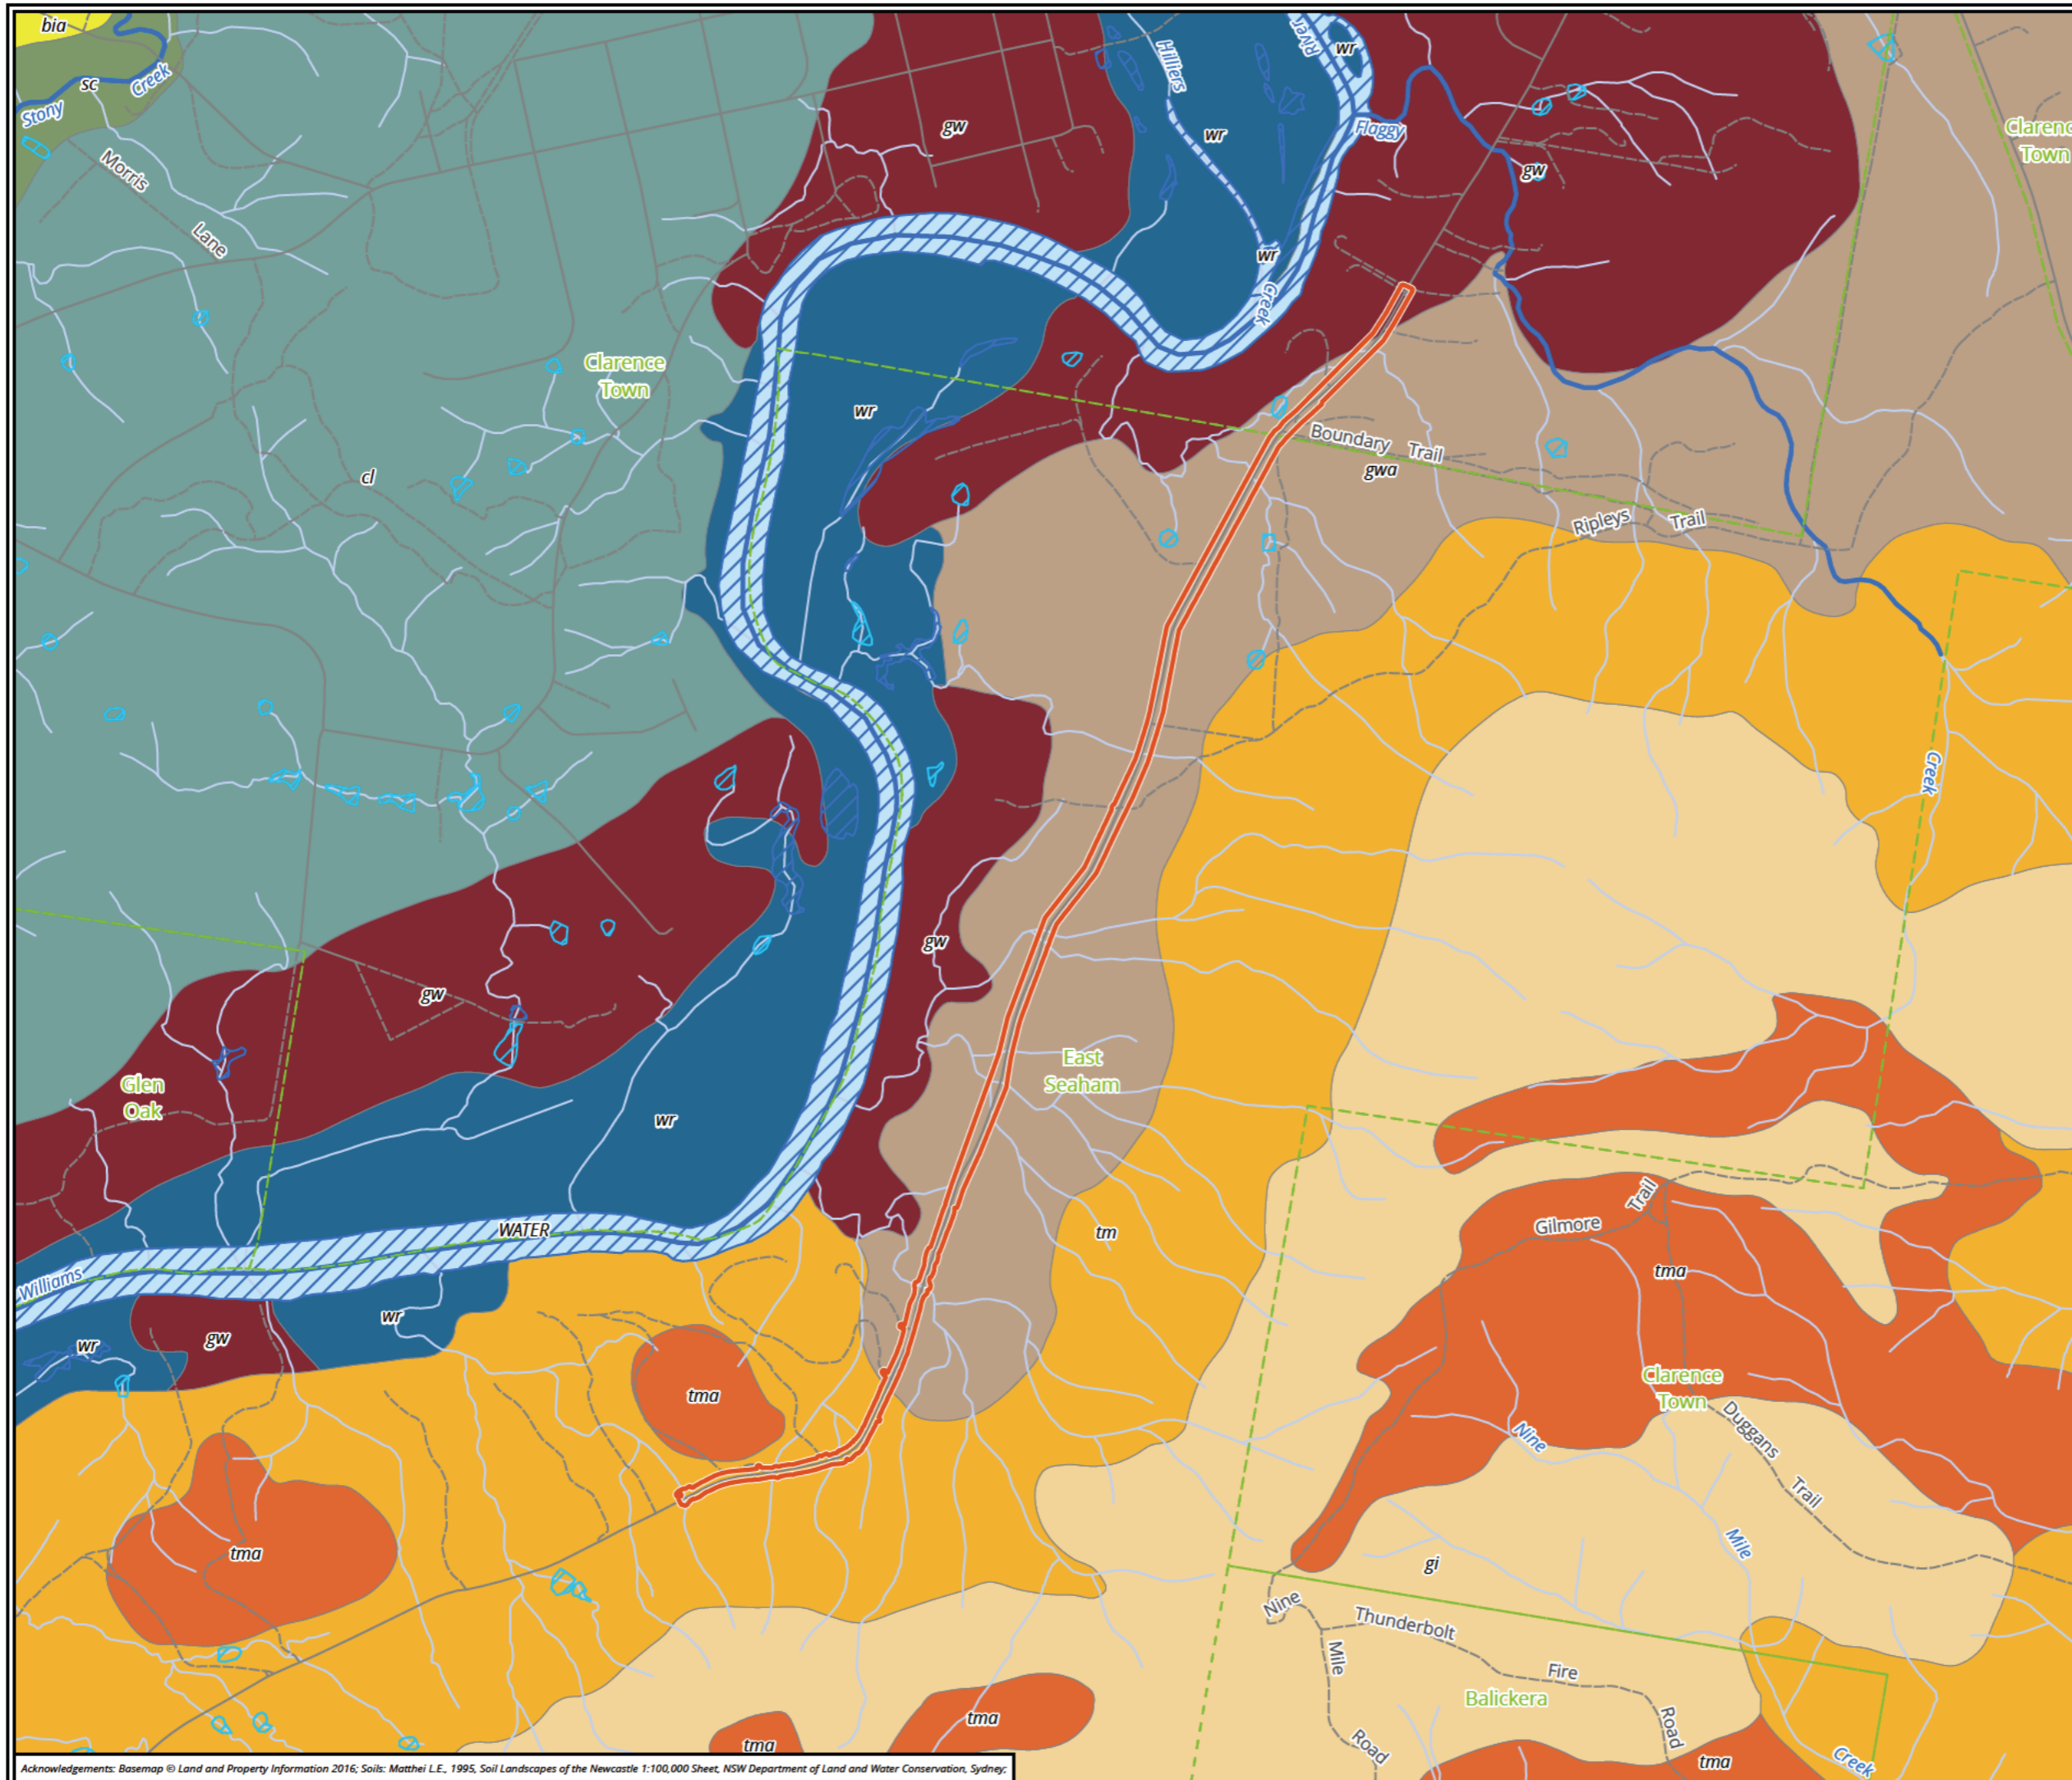 bia
sc
Stony
Creek
Morris
Lane
Hilliers
River
wr
gw
wr
Flaggy
gw
Clarenc
Town
wr
Creek
Clarence
Town
wr
Boundary Trail
gwa
cl
Ripleys Trail
Creek
gw
gw
East
Seaham
Glen
Oak
wr
WATER
tm
Trail
Gilmore
tma
Williams
wr
gw
wr
tma
Clarence
Town
Nine
Duggans
Trail
Mile
tma
gi
Nine
Thunderbolt
Mile
Fire
Balickera
Road
Road
tma
tma
tma
Creek
Acknowledgements: Basemap © Land and Property Information 2016; Soils: Matthei L.E., 1995, Soil Landscapes of the Newcastle 1:100,000 Sheet, NSW Department of Land and Water Conservation, Sydney;